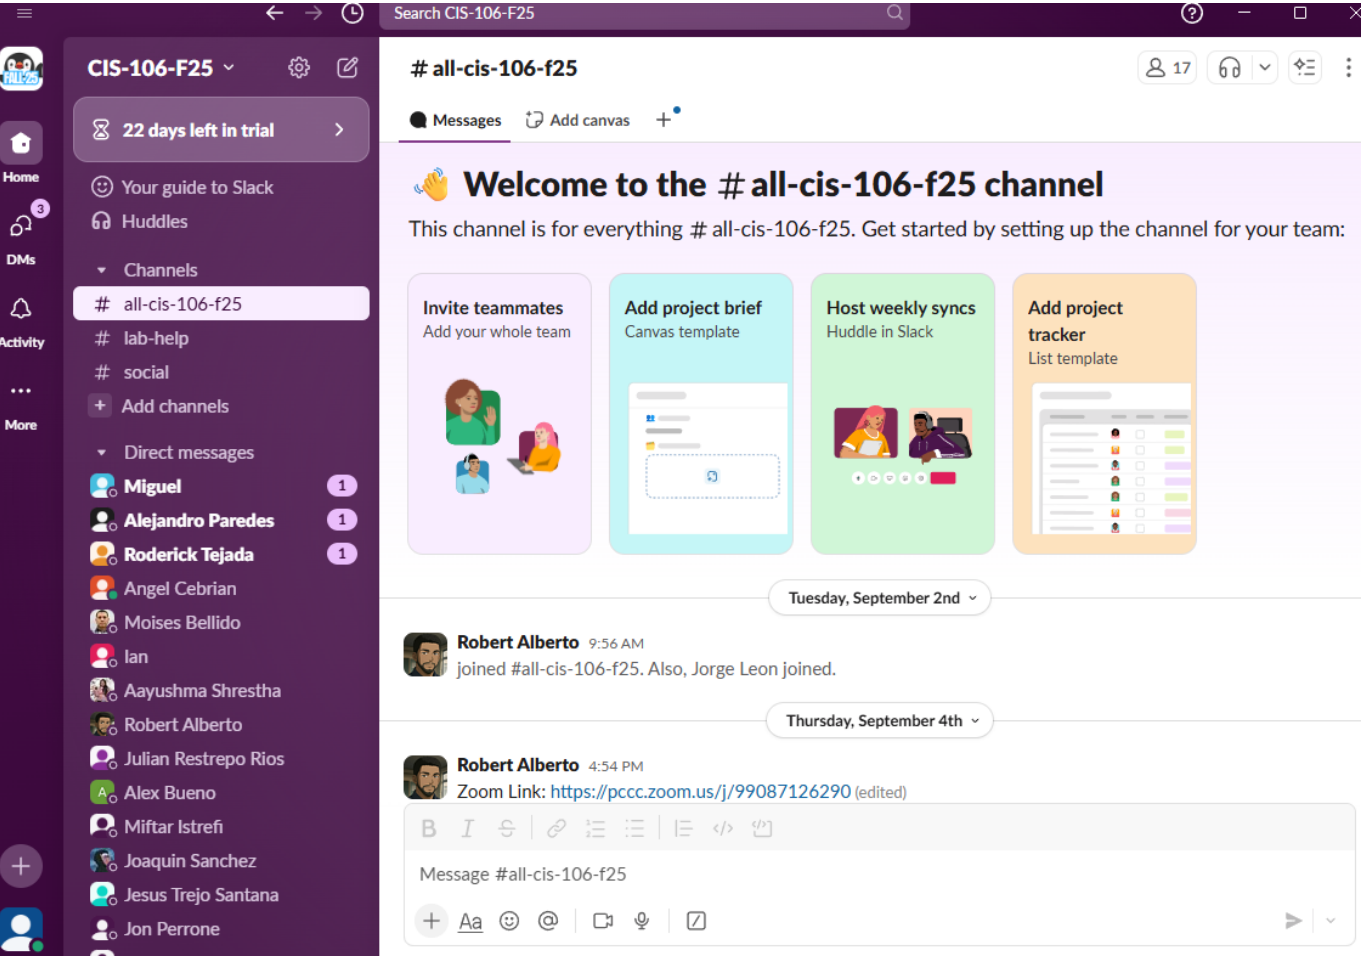 Search CIS-106-F25
FALL-25
CIS-106-F25
22 days left in trial
Home
3
DMs
Activity
More
Your guide to Slack
Huddles
Channels
# all-cis-106-f25
# lab-help
# social
+ Add channels
Direct messages
Miguel 1
Alejandro Paredes 1
Roderick Tejada 1
Angel Cebrian
Moises Bellido
Ian
Aayushma Shrestha
Robert Alberto
Julian Restrepo Rios
A Alex Bueno
Miftar Istrefi
Joaquin Sanchez
Jesus Trejo Santana
Jon Perrone
# all-cis-106-f25
17
Messages
Add canvas
+
👋 Welcome to the # all-cis-106-f25 channel
This channel is for everything # all-cis-106-f25. Get started by setting up the channel for your team:
Invite teammates
Add your whole team
Add project brief
Canvas template
Host weekly syncs
Huddle in Slack
Add project
tracker
List template
Tuesday, September 2nd
Robert Alberto 9:56 AM
joined #all-cis-106-f25. Also, Jorge Leon joined.
Thursday, September 4th
Robert Alberto 4:54 PM
Zoom Link: https://pccc.zoom.us/j/99087126290 (edited)
B I S
Message #all-cis-106-f25
+ Aa @